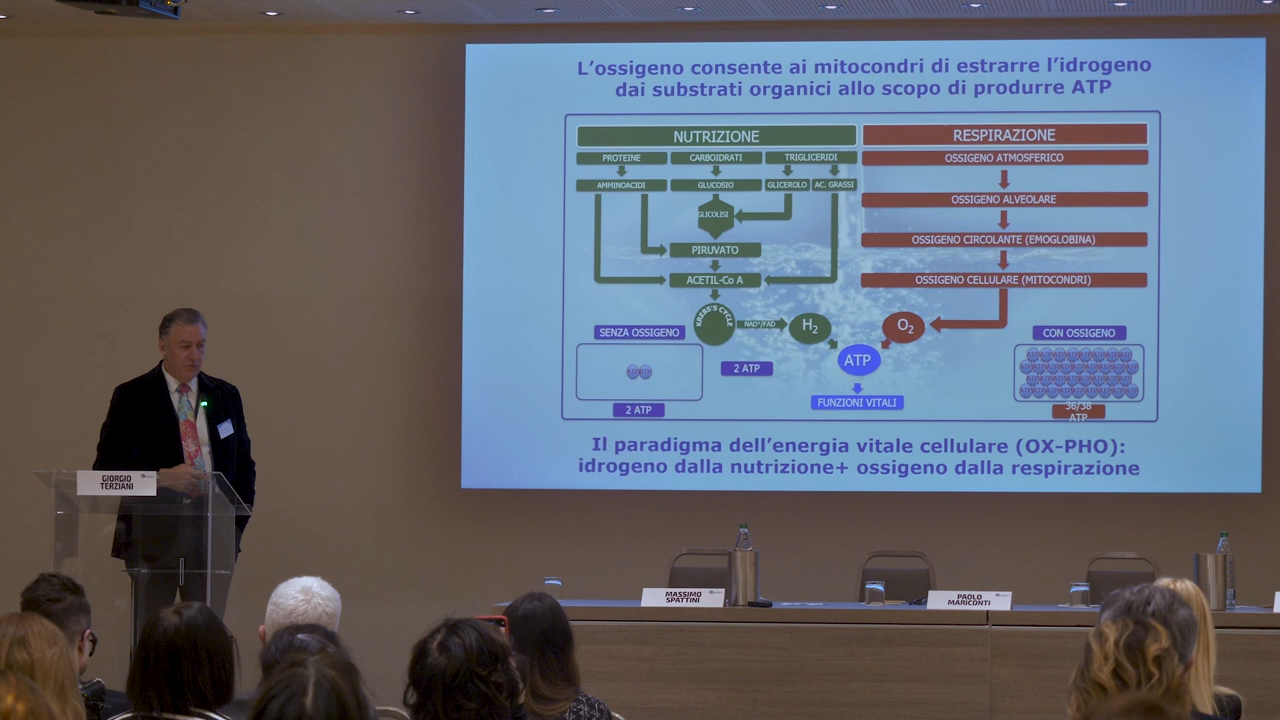 L'ossigeno consente ai mitocondri di estrarre l'idrogeno
dai substrati organici allo scopo di produrre ATP
NUTRIZIONE
RESPIRAZIONE
PROTEINE
CARBOIDRATI
TRIGLICERIDI
OSSIGENO ATMOSFERICO
AMMINOACIDI
GLUCOSIO
GLICEROLO
AC. GRASSI
OSSIGENO ALVEOLARE
GLICOLISI
OSSIGENO CIRCOLANTE (EMOGLOBINA)
PIRUVATO
ACETIL-Co A
OSSIGENO CELLULARE (MITOCONDRI)
KREBS'S CYCLE
NAD⁺/FAD
H₂
O₂
SENZA OSSIGENO
CON OSSIGENO
ATP
2 ATP
FUNZIONI VITALI
2 ATP
36/38
ATP
Il paradigma dell'energia vitale cellulare (OX-PHO):
idrogeno dalla nutrizione+ ossigeno dalla respirazione
GIORGIO
TERZIANI
MASSIMO
SPATTINI
PAOLO
MARICONTI